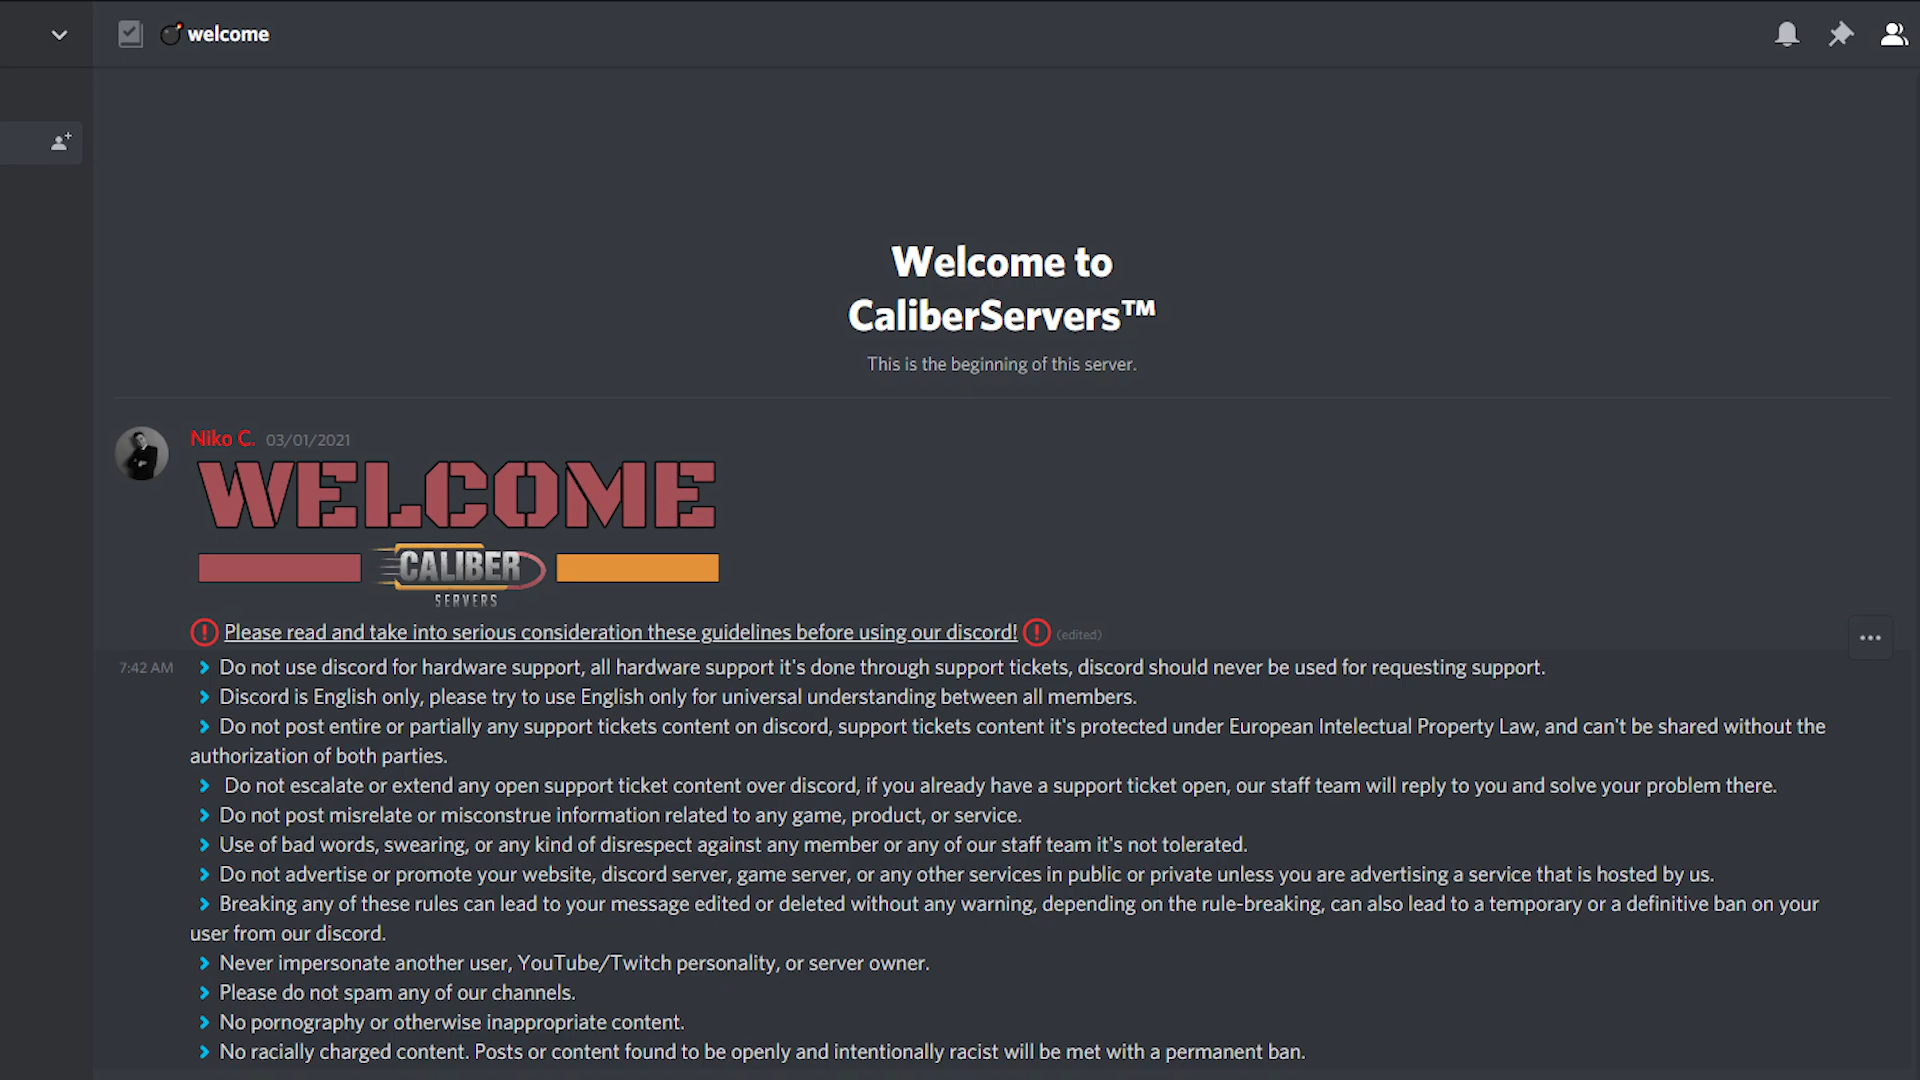 welcome
Welcome to
CaliberServers™
This is the beginning of this server.
Niko C. 03/01/2021
WELCOME
CALIBER
SERVERS
Please read and take into serious consideration these guidelines before using our discord! (edited)
7:42 AM Do not use discord for hardware support, all hardware support it's done through support tickets, discord should never be used for requesting support.
Discord is English only, please try to use English only for universal understanding between all members.
Do not post entire or partially any support tickets content on discord, support tickets content it's protected under European Intelectual Property Law, and can't be shared without the
authorization of both parties.
Do not escalate or extend any open support ticket content over discord, if you already have a support ticket open, our staff team will reply to you and solve your problem there.
Do not post misrelate or misconstrue information related to any game, product, or service.
Use of bad words, swearing, or any kind of disrespect against any member or any of our staff team it's not tolerated.
Do not advertise or promote your website, discord server, game server, or any other services in public or private unless you are advertising a service that is hosted by us.
Breaking any of these rules can lead to your message edited or deleted without any warning, depending on the rule-breaking, can also lead to a temporary or a definitive ban on your
user from our discord.
Never impersonate another user, YouTube/Twitch personality, or server owner.
Please do not spam any of our channels.
No pornography or otherwise inappropriate content.
No racially charged content. Posts or content found to be openly and intentionally racist will be met with a permanent ban.